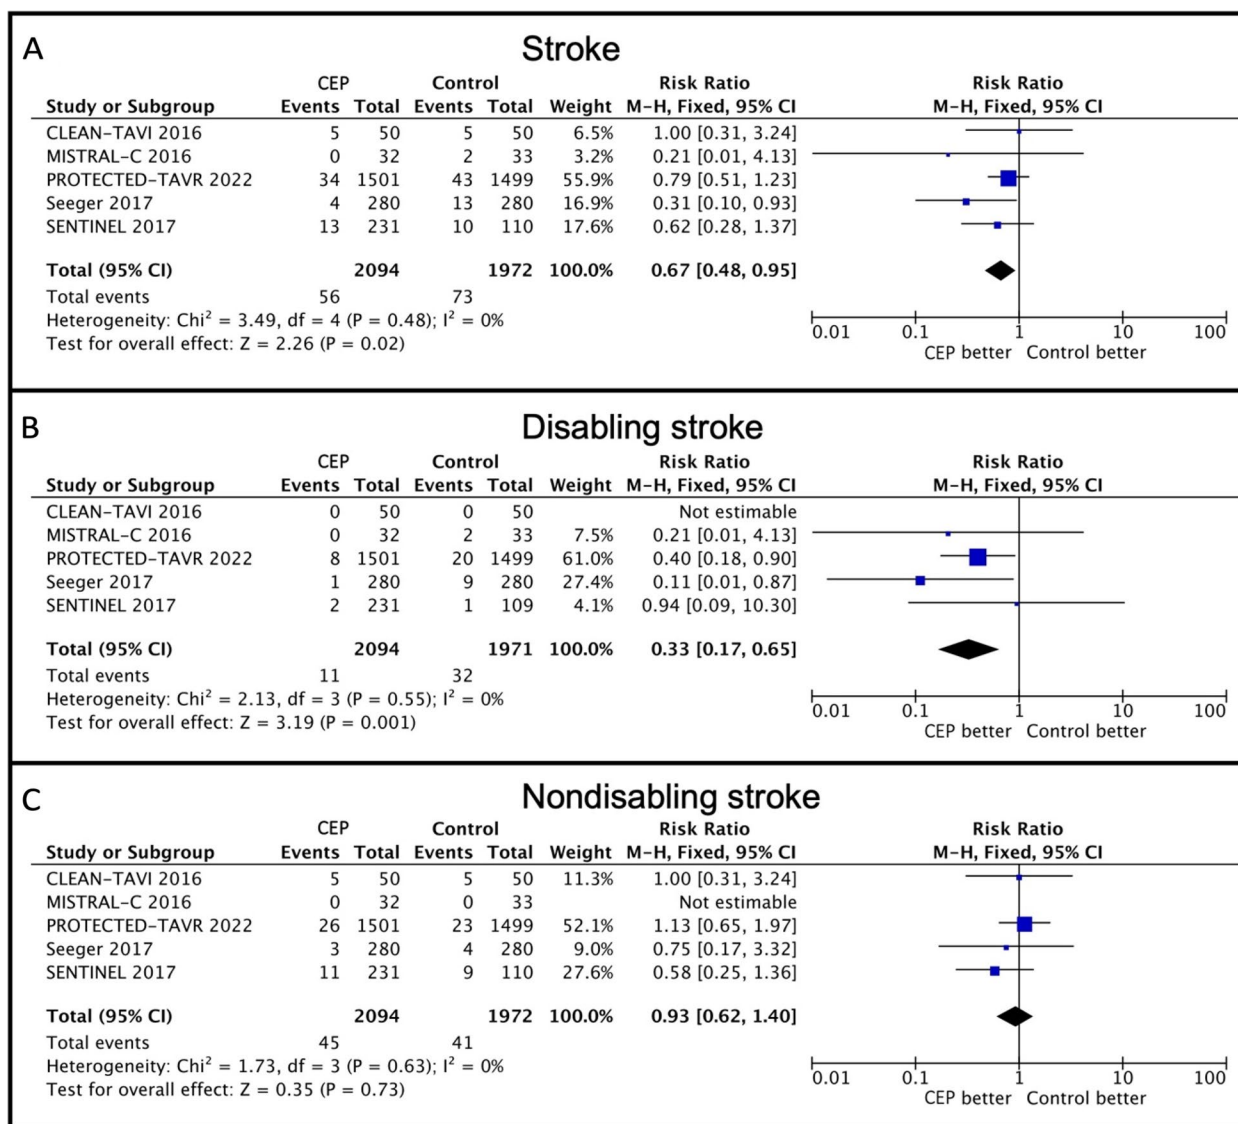 A
Stroke
CEP Control Risk Ratio Risk Ratio
Study or Subgroup Events Total Events Total Weight M-H, Fixed, 95% CI M-H, Fixed, 95% CI
CLEAN-TAVI 2016 5 50 5 50 6.5% 1.00 [0.31, 3.24]
MISTRAL-C 2016 0 32 2 33 3.2% 0.21 [0.01, 4.13]
PROTECTED-TAVR 2022 34 1501 43 1499 55.9% 0.79 [0.51, 1.23]
Seeger 2017 4 280 13 280 16.9% 0.31 [0.10, 0.93]
SENTINEL 2017 13 231 10 110 17.6% 0.62 [0.28, 1.37]
Total (95% CI) 2094 1972 100.0% 0.67 [0.48, 0.95]
Total events 56 73
Heterogeneity: Chi² = 3.49, df = 4 (P = 0.48); I² = 0%
Test for overall effect: Z = 2.26 (P = 0.02)
0.01 0.1 1 10 100
CEP better Control better
B
Disabling stroke
CEP Control Risk Ratio Risk Ratio
Study or Subgroup Events Total Events Total Weight M-H, Fixed, 95% CI M-H, Fixed, 95% CI
CLEAN-TAVI 2016 0 50 0 50 Not estimable
MISTRAL-C 2016 0 32 2 33 7.5% 0.21 [0.01, 4.13]
PROTECTED-TAVR 2022 8 1501 20 1499 61.0% 0.40 [0.18, 0.90]
Seeger 2017 1 280 9 280 27.4% 0.11 [0.01, 0.87]
SENTINEL 2017 2 231 1 109 4.1% 0.94 [0.09, 10.30]
Total (95% CI) 2094 1971 100.0% 0.33 [0.17, 0.65]
Total events 11 32
Heterogeneity: Chi² = 2.13, df = 3 (P = 0.55); I² = 0%
Test for overall effect: Z = 3.19 (P = 0.001)
0.01 0.1 1 10 100
CEP better Control better
C
Nondisabling stroke
CEP Control Risk Ratio Risk Ratio
Study or Subgroup Events Total Events Total Weight M-H, Fixed, 95% CI M-H, Fixed, 95% CI
CLEAN-TAVI 2016 5 50 5 50 11.3% 1.00 [0.31, 3.24]
MISTRAL-C 2016 0 32 0 33 Not estimable
PROTECTED-TAVR 2022 26 1501 23 1499 52.1% 1.13 [0.65, 1.97]
Seeger 2017 3 280 4 280 9.0% 0.75 [0.17, 3.32]
SENTINEL 2017 11 231 9 110 27.6% 0.58 [0.25, 1.36]
Total (95% CI) 2094 1972 100.0% 0.93 [0.62, 1.40]
Total events 45 41
Heterogeneity: Chi² = 1.73, df = 3 (P = 0.63); I² = 0%
Test for overall effect: Z = 0.35 (P = 0.73)
0.01 0.1 1 10 100
CEP better Control better